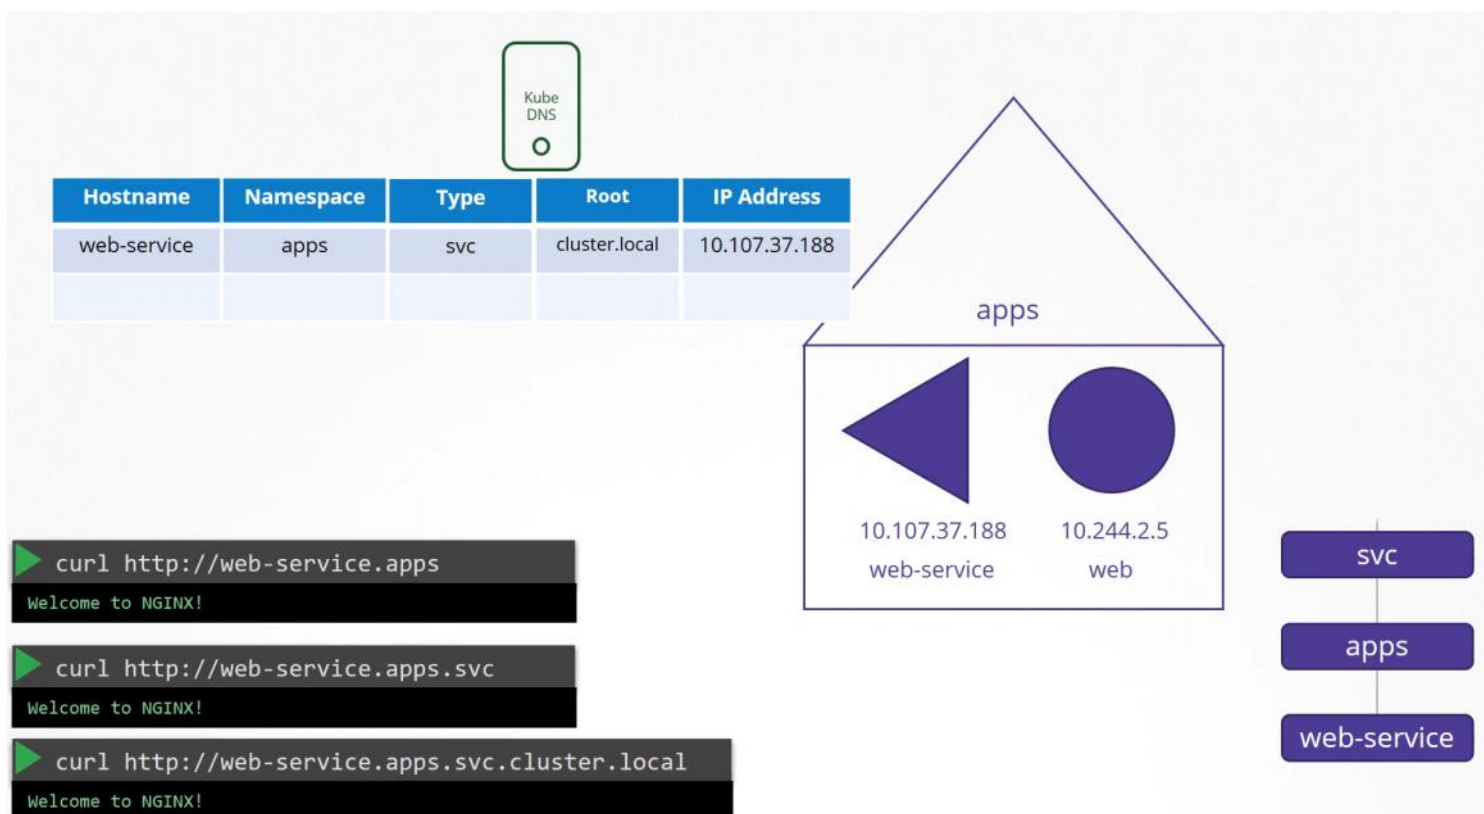 Kube
DNS
Hostname Namespace Type Root IP Address
web-service apps svc cluster.local 10.107.37.188
apps
10.107.37.188 10.244.2.5
web-service web
curl http://web-service.apps
Welcome to NGINX!
curl http://web-service.apps.svc
Welcome to NGINX!
curl http://web-service.apps.svc.cluster.local
Welcome to NGINX!
svc
apps
web-service